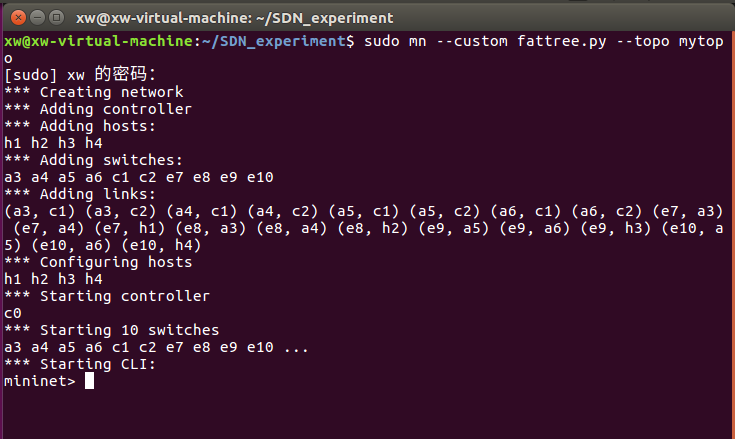 xw@xw-virtual-machine: ~/SDN_experiment
xw@xw-virtual-machine:~/SDN_experiment$ sudo mn --custom fattree.py --topo mytop
o
[sudo] xw 的密码：
*** Creating network
*** Adding controller
*** Adding hosts:
h1 h2 h3 h4
*** Adding switches:
a3 a4 a5 a6 c1 c2 e7 e8 e9 e10
*** Adding links:
(a3, c1) (a3, c2) (a4, c1) (a4, c2) (a5, c1) (a5, c2) (a6, c1) (a6, c2) (e7, a3)
 (e7, a4) (e7, h1) (e8, a3) (e8, a4) (e8, h2) (e9, a5) (e9, a6) (e9, h3) (e10, a
5) (e10, a6) (e10, h4)
*** Configuring hosts
h1 h2 h3 h4
*** Starting controller
c0
*** Starting 10 switches
a3 a4 a5 a6 c1 c2 e7 e8 e9 e10 ...
*** Starting CLI:
mininet>